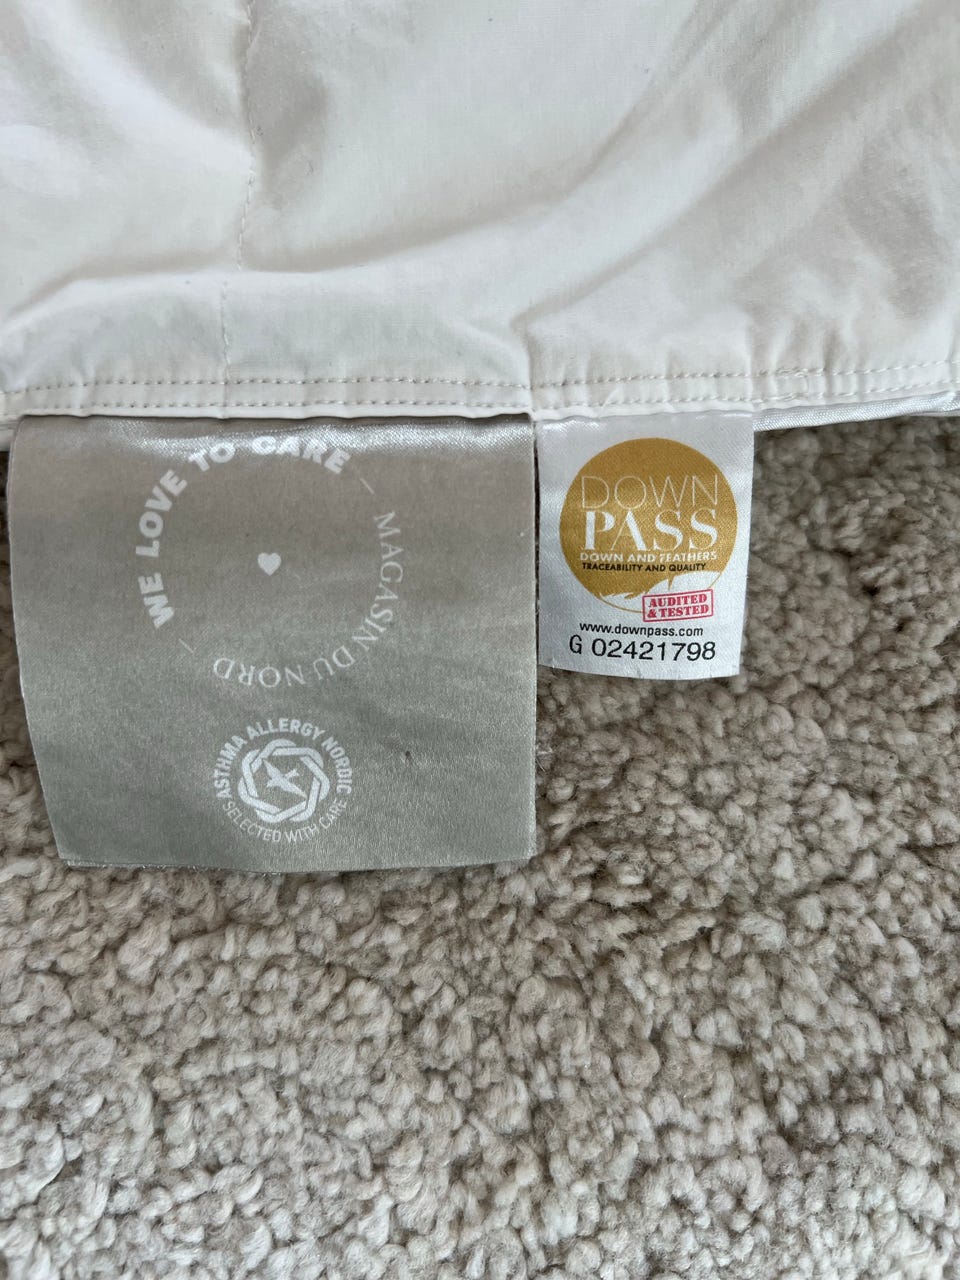 WE LOVE TO CARE
MAGASIN DU NORD
ASTHMA ALLERGY NORDIC
SELECTED WITH CARE
DOWN
PASS
DOWN AND FEATHERS
TRACEABILITY AND QUALITY
AUDITED
& TESTED
www.downpass.com
G 02421798